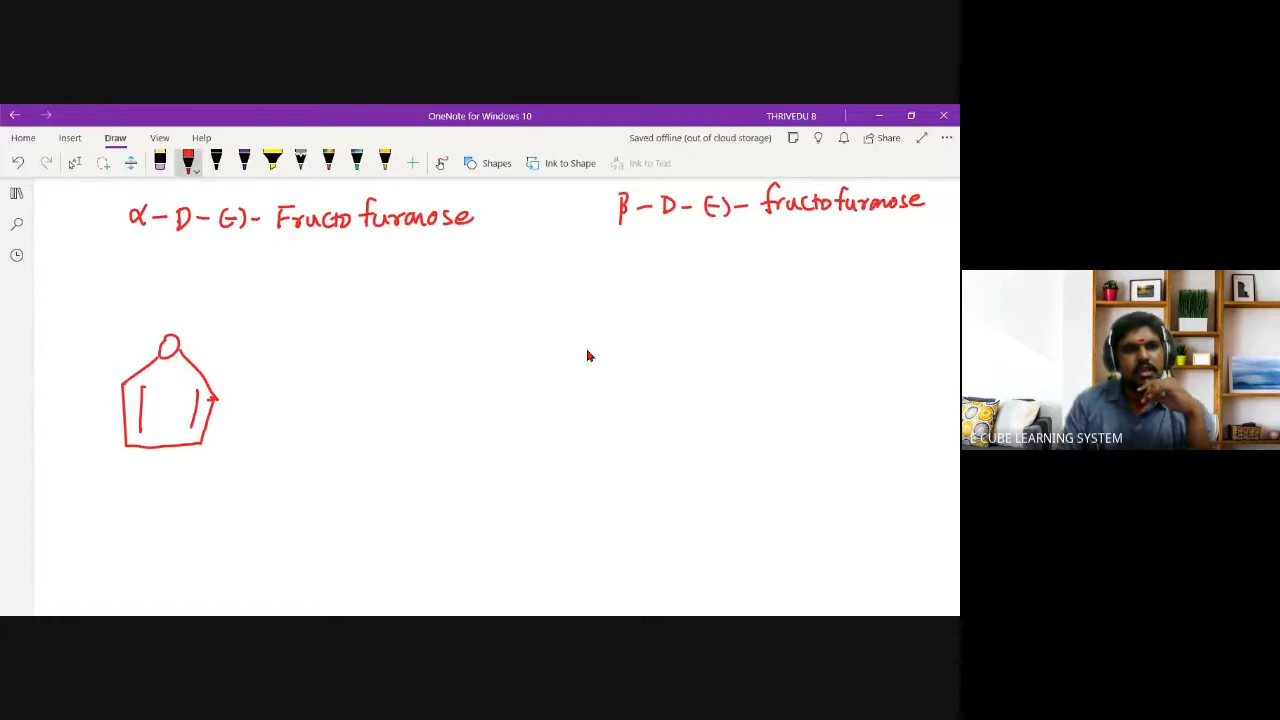 OneNote for Windows 10
THRIVEDU B
Home Insert Draw View Help
Saved offline (out of cloud storage)
Share
Shapes
Ink to Shape
Ink to Text
α-D-(-)- Fructofuranose
β-D-(-)- fructofuranose
O
E CUBE LEARNING SYSTEM